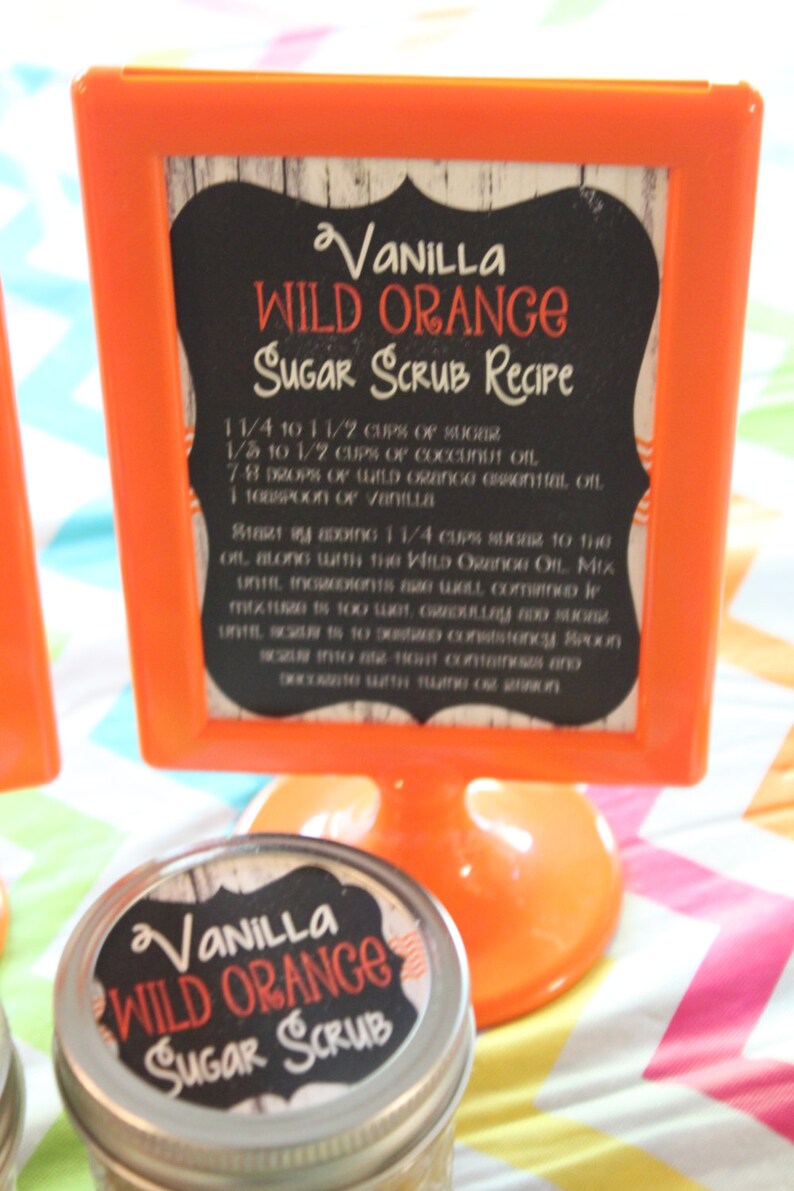 Vanilla
Wild Orange
Sugar Scrub Recipe
1 1/4 to 1 1/2 cups of sugar
1/3 to 1/2 cups of coccunut oil
7-8 drops of wild orange essential oil
1 teaspoon of vanilla
Start by adding 1 1/4 cups sugar to the
oil along with the Wild Orange Oil. Mix
until ingredients are well combined. If
mixture is too wet, gradullay add sugar
until scrub is to desired consistency. Spoon
scrub into air-tight containers and
decorate with twine or ribbon
Vanilla
Wild Orange
Sugar Scrub